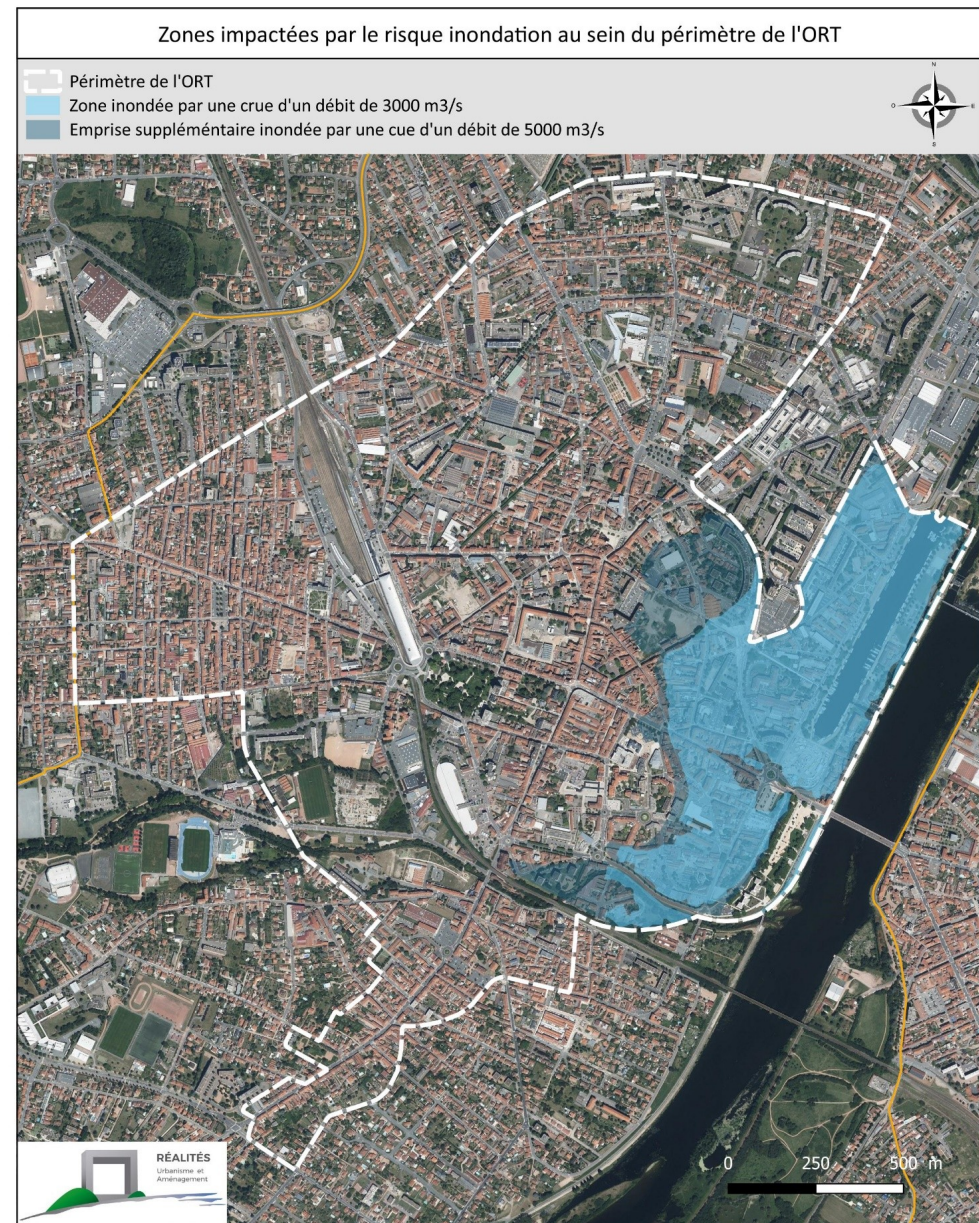 Zones impactées par le risque inondation au sein du périmètre de l'ORT
Périmètre de l'ORT
Zone inondée par une crue d'un débit de 3000 m3/s
Emprise supplémentaire inondée par une cue d'un débit de 5000 m3/s
N
O
E
S
RÉALITÉS
Urbanisme et
Aménagement
0 250 500 m